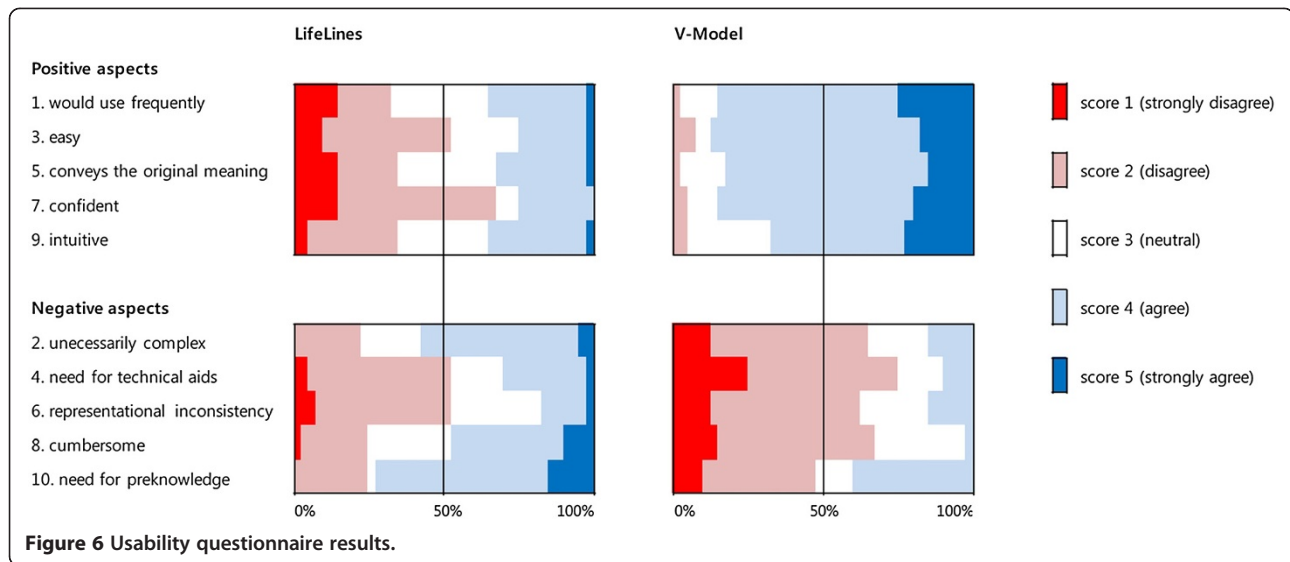 LifeLines V-Model
Positive aspects
1. would use frequently
3. easy
5. conveys the original meaning
7. confident
9. intuitive
Negative aspects
2. unecessarily complex
4. need for technical aids
6. representational inconsistency
8. cumbersome
10. need for preknowledge
0% 50% 100% 0% 50% 100%
score 1 (strongly disagree)
score 2 (disagree)
score 3 (neutral)
score 4 (agree)
score 5 (strongly agree)
Figure 6 Usability questionnaire results.